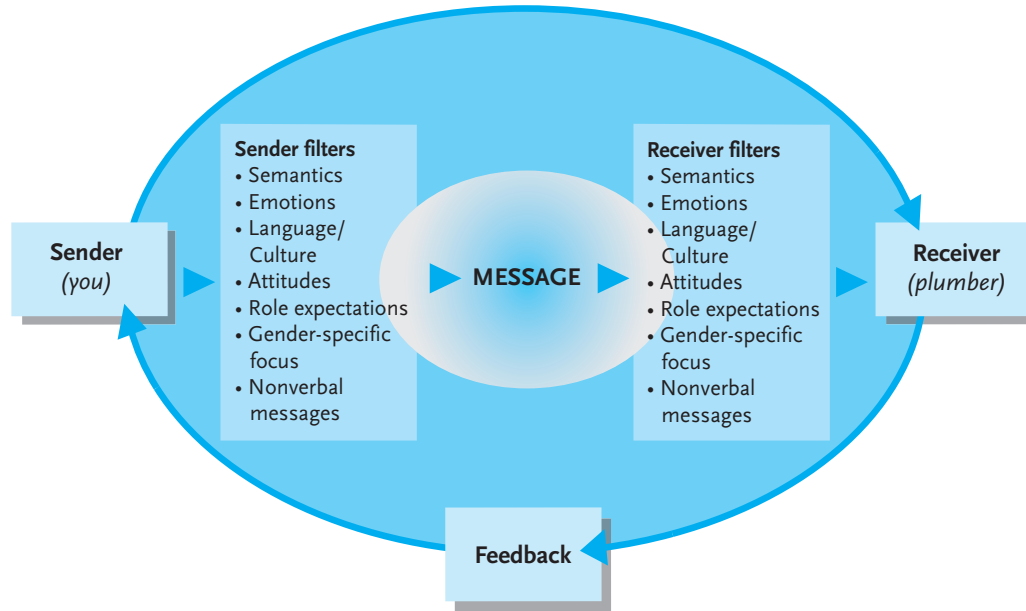 Sender
(you)
Sender filters
• Semantics
• Emotions
• Language/
Culture
• Attitudes
• Role expectations
• Gender-specific
focus
• Nonverbal
messages
MESSAGE
Receiver filters
• Semantics
• Emotions
• Language/
Culture
• Attitudes
• Role expectations
• Gender-specific
focus
• Nonverbal
messages
Receiver
(plumber)
Feedback